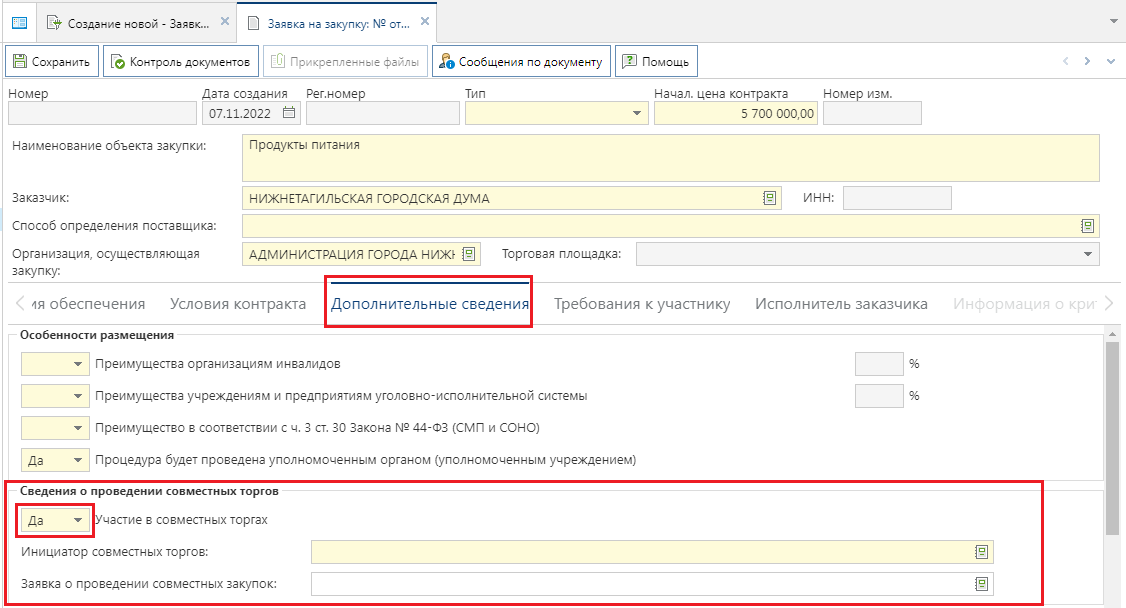 Создание новой - Заявк...
Заявка на закупку: № от...
Сохранить
Контроль документов
Прикрепленные файлы
Сообщения по документу
Помощь
Номер
Дата создания
Рег.номер
Тип
Начал. цена контракта
Номер изм.
07.11.2022
5 700 000,00
Наименование объекта закупки:
Продукты питания
Заказчик:
НИЖНЕТАГИЛЬСКАЯ ГОРОДСКАЯ ДУМА
ИНН:
Способ определения поставщика:
Организация, осуществляющая
закупку:
АДМИНИСТРАЦИЯ ГОРОДА НИЖН
Торговая площадка:
ия обеспечения
Условия контракта
Дополнительные сведения
Требования к участнику
Исполнитель заказчика
Информация о кри
Особенности размещения
Преимущества организациям инвалидов
%
Преимущества учреждениям и предприятиям уголовно-исполнительной системы
%
Преимущество в соответствии с ч. 3 ст. 30 Закона № 44-ФЗ (СМП и СОНО)
Да Процедура будет проведена уполномоченным органом (уполномоченным учреждением)
Сведения о проведении совместных торгов
Да Участие в совместных торгах
Инициатор совместных торгов:
Заявка о проведении совместных закупок: